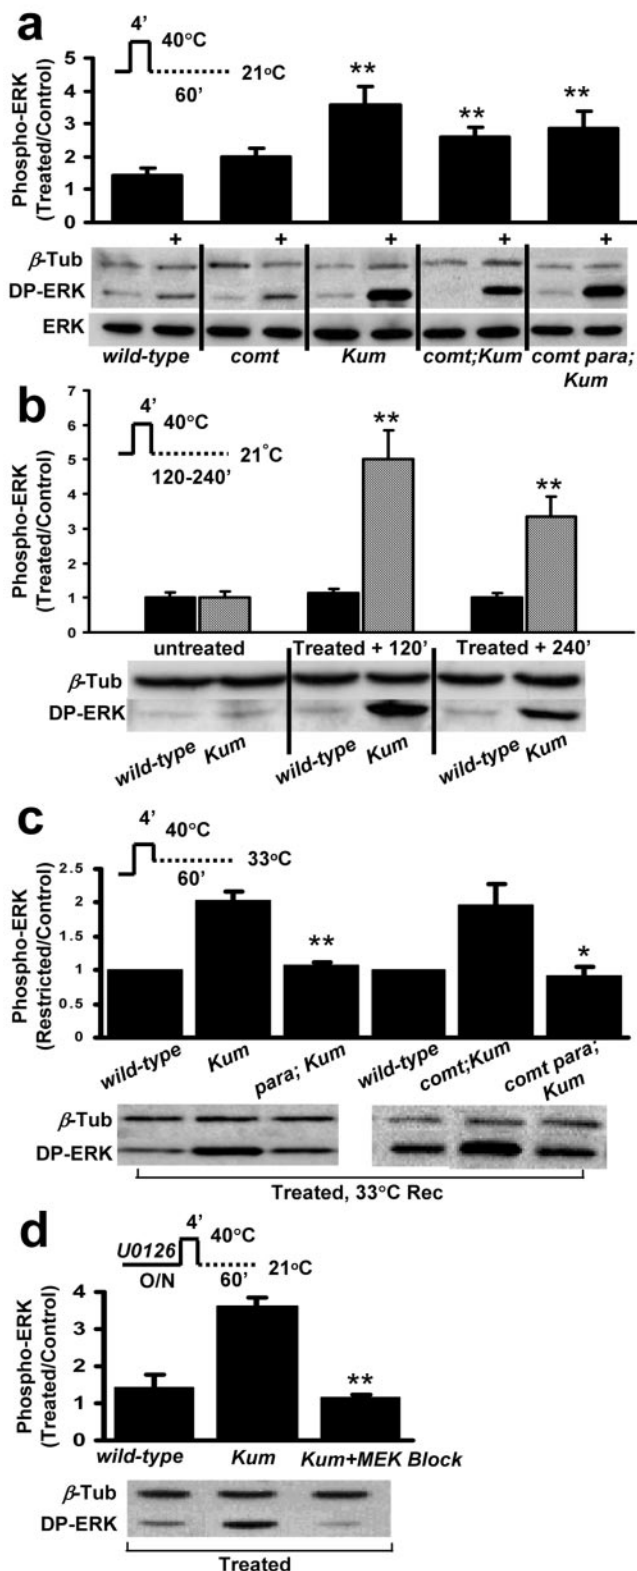 a
4'
40°C
21°C
60'
Phospho-ERK
(Treated/Control)
5
4
3
2
1
0
** ** **
+ + + + +
β-Tub
DP-ERK
ERK
wild-type comt Kum comt;Kum comt para;
Kum
b
4'
40°C
21°C
120-240'
Phospho-ERK
(Treated/Control)
7
6
5
4
3
2
1
0
** **
untreated Treated + 120' Treated + 240'
β-Tub
DP-ERK
wild-type Kum wild-type Kum wild-type Kum
c
4'
40°C
33°C
60'
Phospho-ERK
(Restricted/Control)
2.5
2
1.5
1
0.5
0
** *
wild-type Kum para; Kum wild-type comt;Kum comt para;
Kum
β-Tub
DP-ERK
Treated, 33°C Rec
d
4'
U0126 40°C
O/N 60' 21°C
Phospho-ERK
(Treated/Control)
4
3
2
1
0
**
wild-type Kum Kum+MEK Block
β-Tub
DP-ERK
Treated